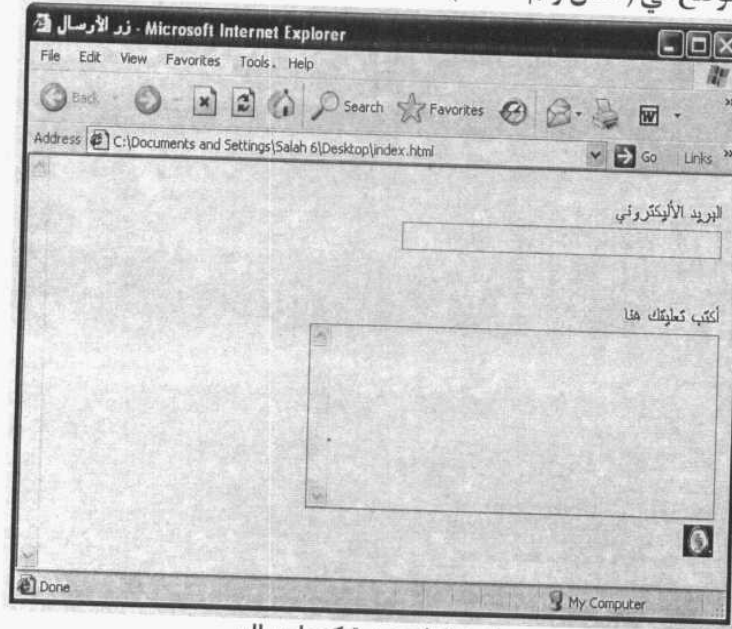 زر الأرسال - Microsoft Internet Explorer
File Edit View Favorites Tools Help
Back Search Favorites
Address C:\Documents and Settings\Salah 6\Desktop\index.html Go Links
البريد الأليكتروني
أكتب تعليقك هنا
Done My Computer